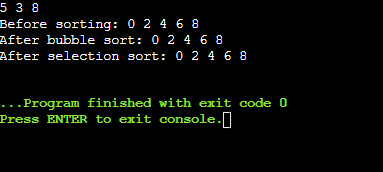 5 3 8
Before sorting: 0 2 4 6 8
After bubble sort: 0 2 4 6 8
After selection sort: 0 2 4 6 8
...Program finished with exit code 0
Press ENTER to exit console.